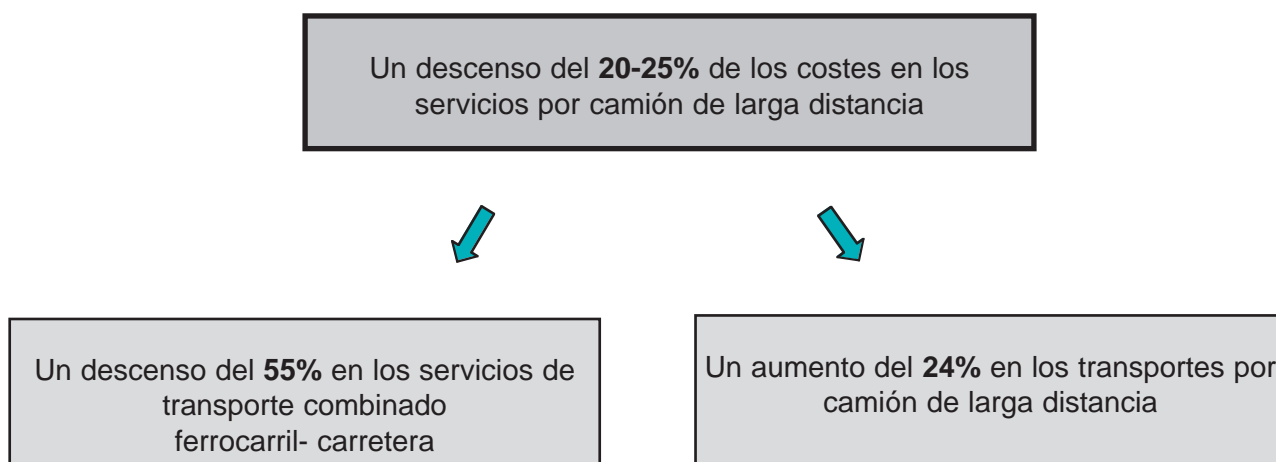 Un descenso del 20-25% de los costes en los
servicios por camión de larga distancia
Un descenso del 55% en los servicios de
transporte combinado
ferrocarril- carretera
Un aumento del 24% en los transportes por
camión de larga distancia